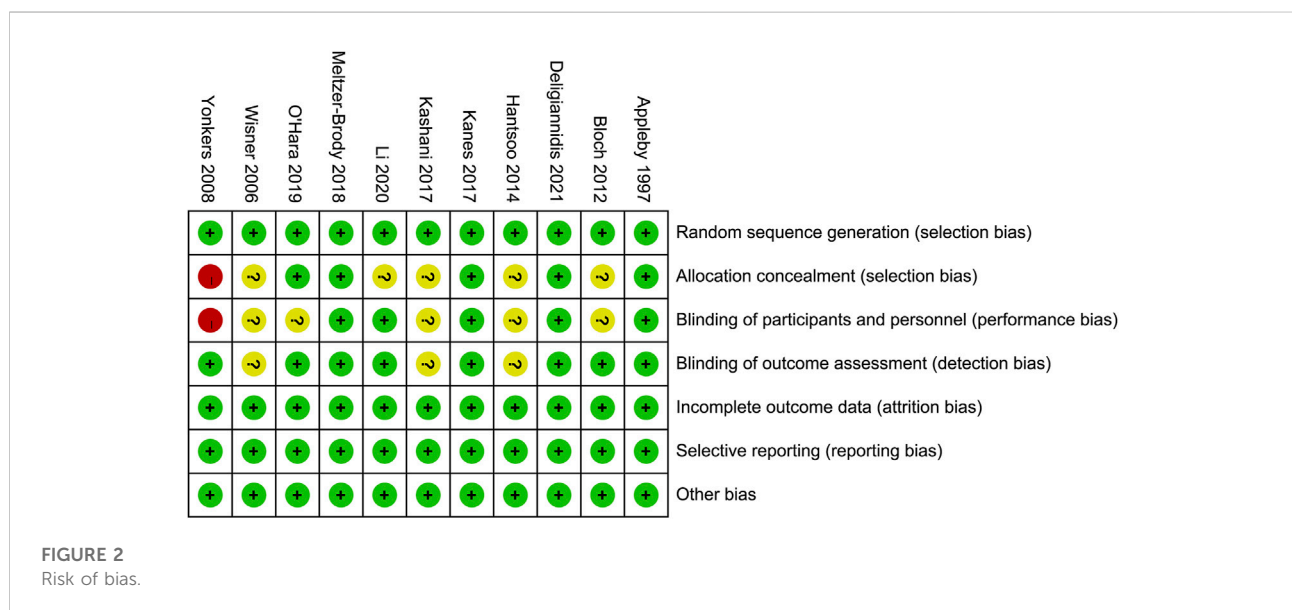 Yonkers 2008
Wisner 2006
O'Hara 2019
Meltzer-Brody 2018
Li 2020
Kashani 2017
Kanes 2017
Hantsoo 2014
Deligiannidis 2021
Bloch 2012
Appleby 1997
+ + + + + + + + + + + Random sequence generation (selection bias)
– ? + + ? ? + ? + ? + Allocation concealment (selection bias)
– ? ? + + ? + ? + ? + Blinding of participants and personnel (performance bias)
+ ? + + + ? + ? + + + Blinding of outcome assessment (detection bias)
+ + + + + + + + + + + Incomplete outcome data (attrition bias)
+ + + + + + + + + + + Selective reporting (reporting bias)
+ + + + + + + + + + + Other bias
FIGURE 2
Risk of bias.